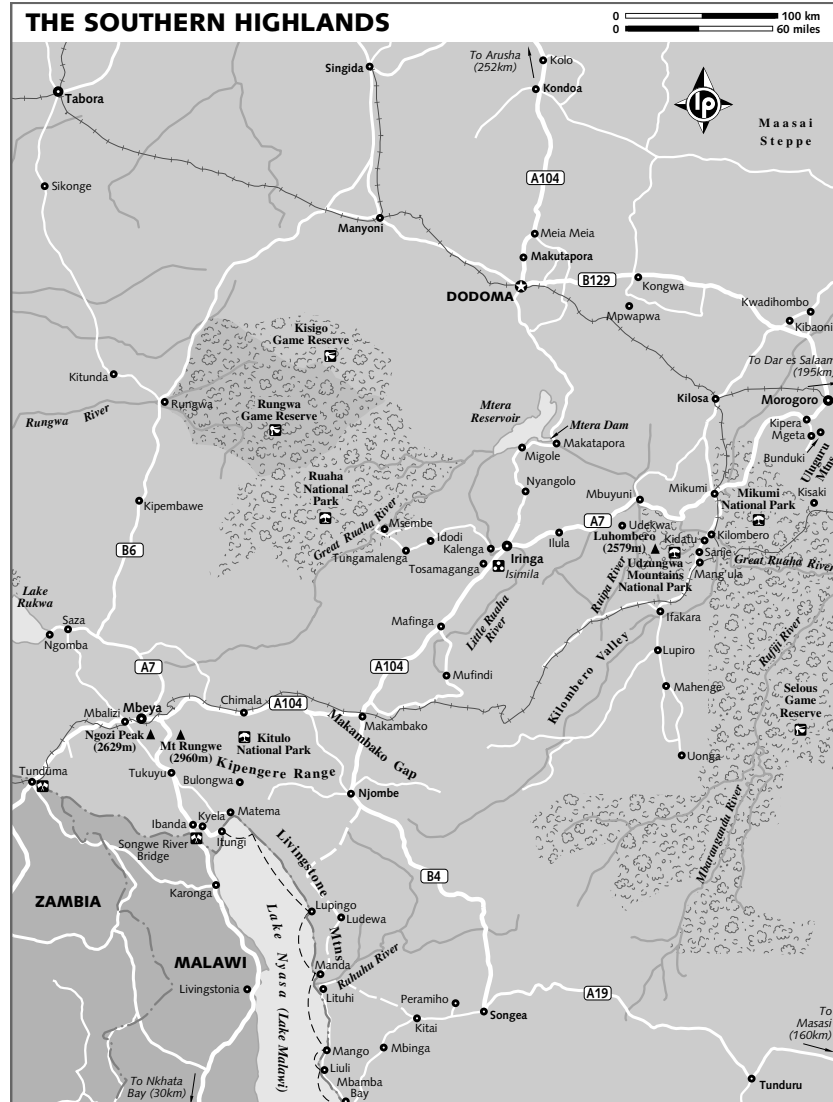 THE SOUTHERN HIGHLANDS
0 100 km
0 60 miles
To Arusha
(252km)
Kolo
Singida
Kondoa
lp
Tabora
Maasai
Steppe
A104
Sikonge
Manyoni
Meia Meia
Makutapora
B129
Kongwa
DODOMA
Mpwapwa
Kwadihombo
Kibaoni
Kisigo
Game Reserve
To Dar es Salaam
(195km)
Kitunda
Rungwa
Rungwa River
Rungwa
Game Reserve
Kilosa
Morogoro
Mtera
Reservoir
Mtera Dam
Makatapora
Migole
Kipera
Mgeta
Bunduki
Uluguru
Mtns
Ruaha
National
Park
Nyangolo
Mbuyuni
Mikumi
Mikumi
National Park
Kisaki
Kipembawe
Great Ruaha River
Msembe
Idodi
Tungamalenga
Kalenga
Iringa
Ilula
A7
Udekwa
Luhombero
(2579m)
Kidatu
Kilombero
Sanje
Mang'ula
Udzungwa
Mountains
National Park
Great Ruaha River
B6
Tosamaganga
Isimila
Ruipa River
Lake
Rukwa
Saza
Ngomba
Mafinga
Little Ruaha
River
Ifakara
Lupiro
Kilombero Valley
Rufiji River
A7
A104
Mufindi
Mahenge
Selous
Game
Reserve
Mbeya
Mbalizi
Chimala
A104
Makambako
Makambako Gap
Ngozi Peak
(2629m)
Mt Rungwe
(2960m)
Kitulo
National Park
Kipengere Range
Uonga
Tunduma
Tukuyu
Bulongwa
Njombe
Mbarangandu River
Ibanda
Kyela
Matema
Songwe River
Bridge
Itungi
Livingstone
Mtns
B4
Karonga
ZAMBIA
Lupingo
Ludewa
Lake Nyasa (Lake Malawi)
MALAWI
Manda
Ruhuhu River
Livingstonia
Lituhi
Peramiho
Songea
A19
Kitai
To
Masasi
(160km)
Mango
Mbinga
Liuli
Mbamba
Bay
To Nkhata
Bay (30km)
Tunduru